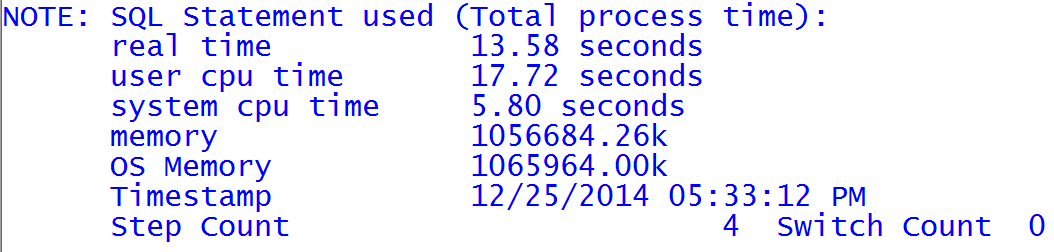 NOTE: SQL Statement used (Total process time):
real time 13.58 seconds
user cpu time 17.72 seconds
system cpu time 5.80 seconds
memory 1056684.26k
OS Memory 1065964.00k
Timestamp 12/25/2014 05:33:12 PM
Step Count 4 Switch Count 0